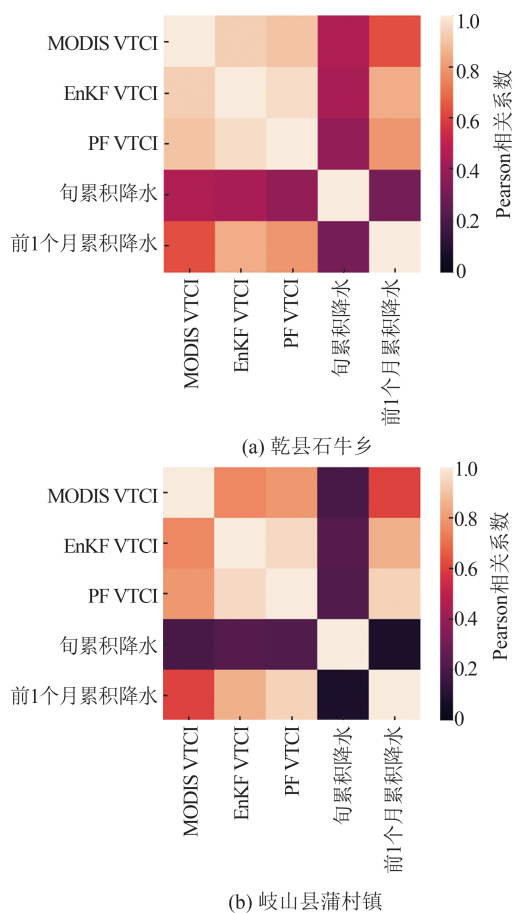 MODIS VTCI
EnKF VTCI
PF VTCI
旬累积降水
前1个月累积降水
MODIS VTCI
EnKF VTCI
PF VTCI
旬累积降水
前1个月累积降水
1.0
0.8
0.6
0.4
0.2
0
Pearson相关系数
(a) 乾县石牛乡
MODIS VTCI
EnKF VTCI
PF VTCI
旬累积降水
前1个月累积降水
MODIS VTCI
EnKF VTCI
PF VTCI
旬累积降水
前1个月累积降水
1.0
0.8
0.6
0.4
0.2
0
Pearson相关系数
(b) 岐山县蒲村镇